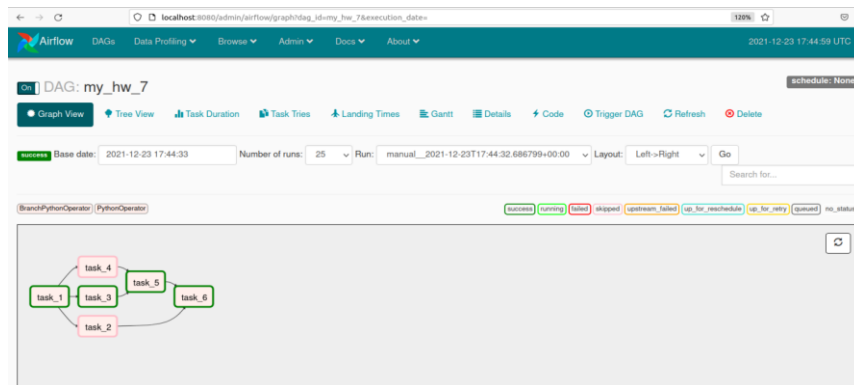 localhost:8080/admin/airflow/graph?dag_id=my_hw_7&execution_date= 120%
Airflow DAGs Data Profiling Browse Admin Docs About 2021-12-23 17:44:59 UTC
On DAG: my_hw_7 schedule: None
Graph View Tree View Task Duration Task Tries Landing Times Gantt Details Code Trigger DAG Refresh Delete
success Base date: 2021-12-23 17:44:33 Number of runs: 25 Run: manual__2021-12-23T17:44:32.686799+00:00 Layout: Left->Right Go
Search for...
BranchPythonOperator PythonOperator success running failed skipped upstream_failed up_for_reschedule up_for_retry queued no_status
task_4
task_5
task_1 task_3 task_6
task_2